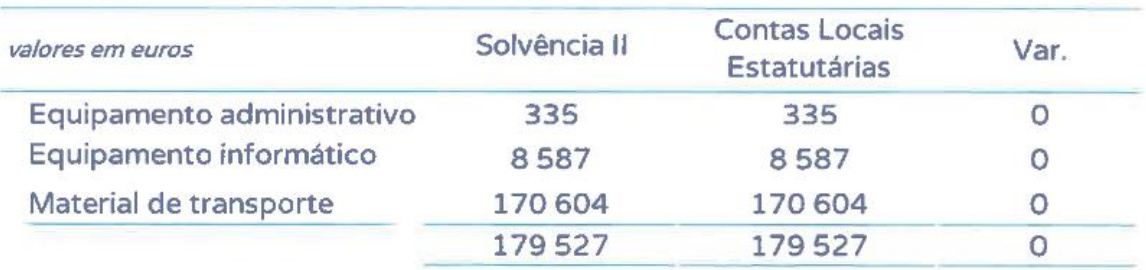 valores em euros Solvência II Contas Locais Estatutárias Var.
Equipamento administrativo 335 335 0
Equipamento informático 8 587 8 587 0
Material de transporte 170 604 170 604 0
179 527 179 527 0